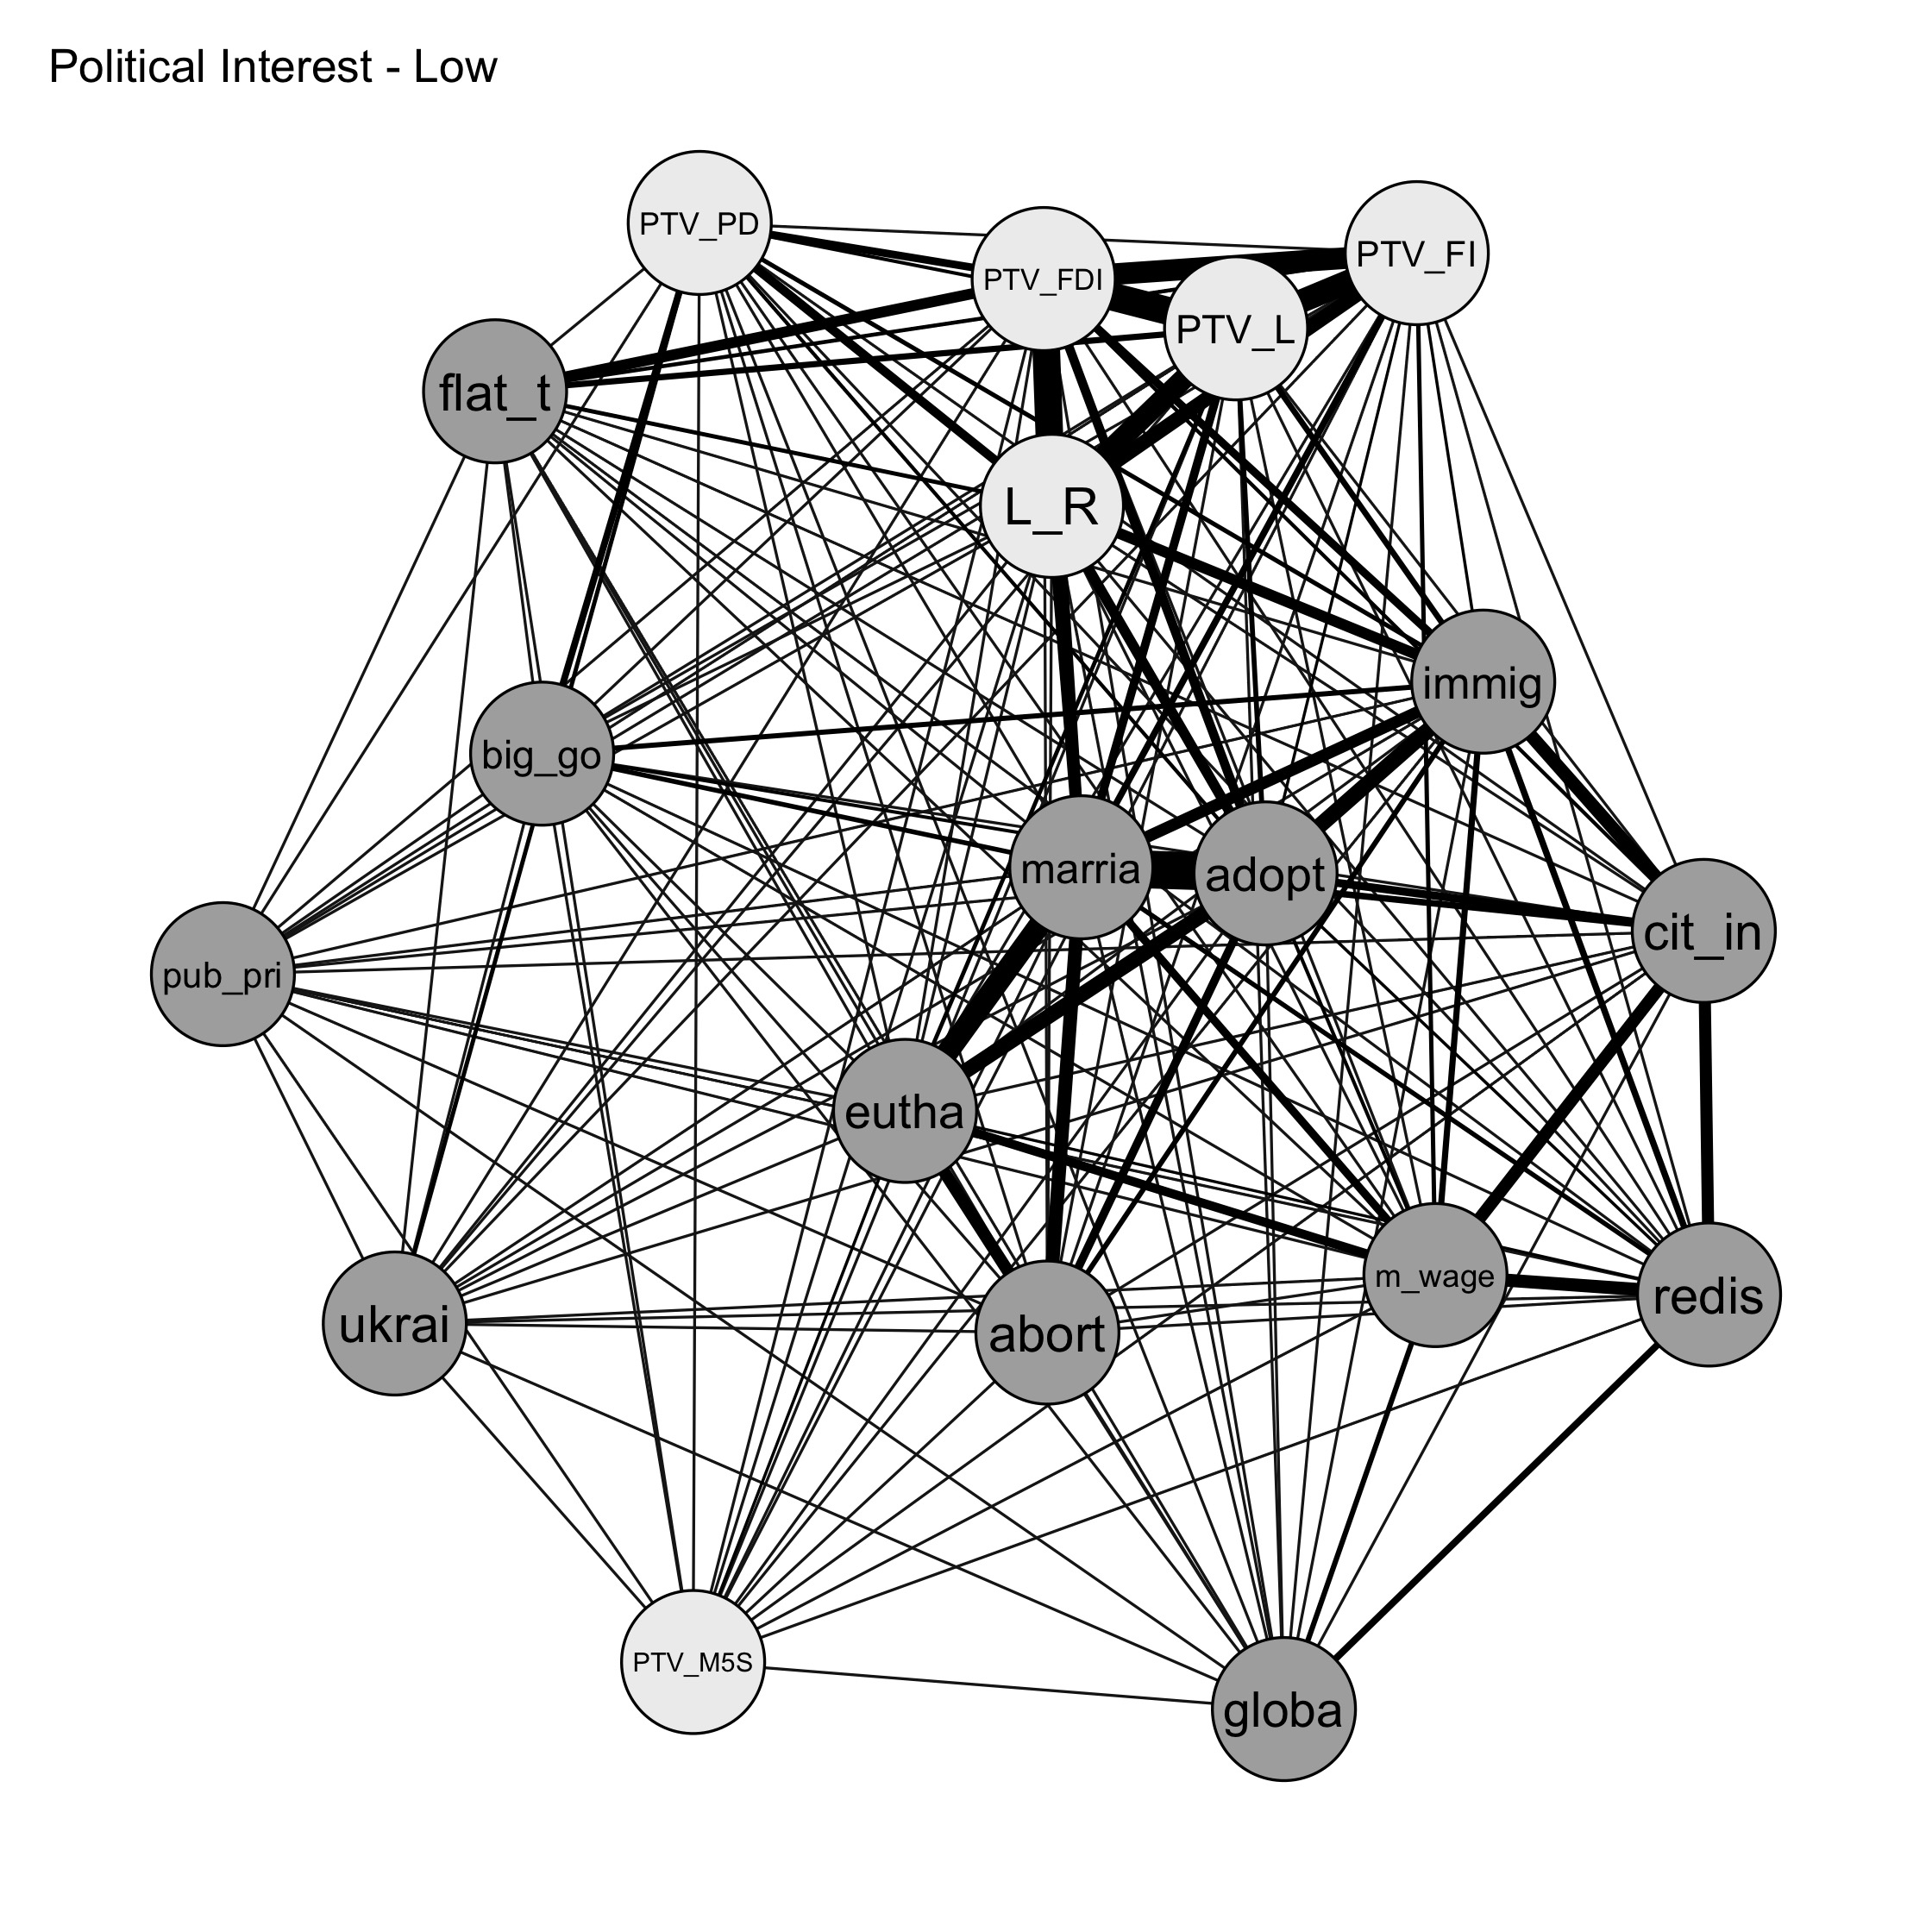 Political Interest - Low
PTV_PD
PTV_FI
PTV_FDI
PTV_L
flat_t
L_R
immig
big_go
marria
adopt
cit_in
pub_pri
eutha
m_wage
redis
ukrai
abort
PTV_M5S
globa